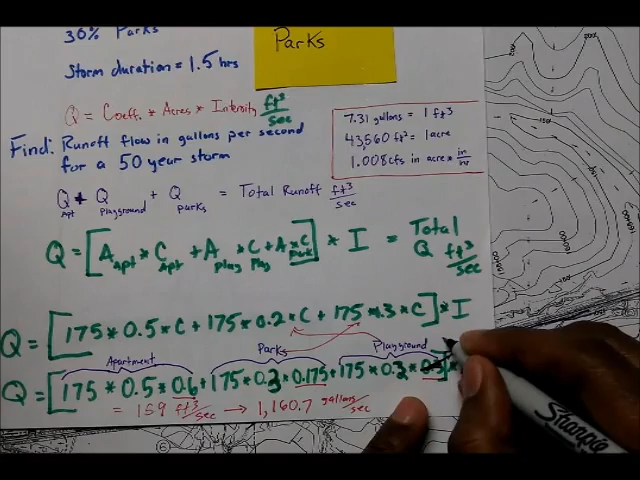 30% Parks
Parks
Storm duration = 1.5 hrs
Q = Coeff. * Acres * Intensity ft³/sec
7.31 gallons = 1 ft³
43,560 ft² = 1 acre
1.008 cfs in acre * in/hr
Find: Runoff flow in gallons per second
for a 50 year storm
Q Apt + Q playground + Q parks = Total Runoff ft³/sec
Q = [A Apt * C Apt + A play * C play + A * C Park] * I = Total Q ft³/sec
Q = [175 * 0.5 * C + 175 * 0.2 * C + 175 * .3 * C] * I
Apartment Parks Playground
Q = [175 * 0.5 * 0.6 + 175 * 0.3 * 0.175 + 175 * 0.2 *
= 159 ft³/sec → 1,160.7 gallons/sec
Sharpie